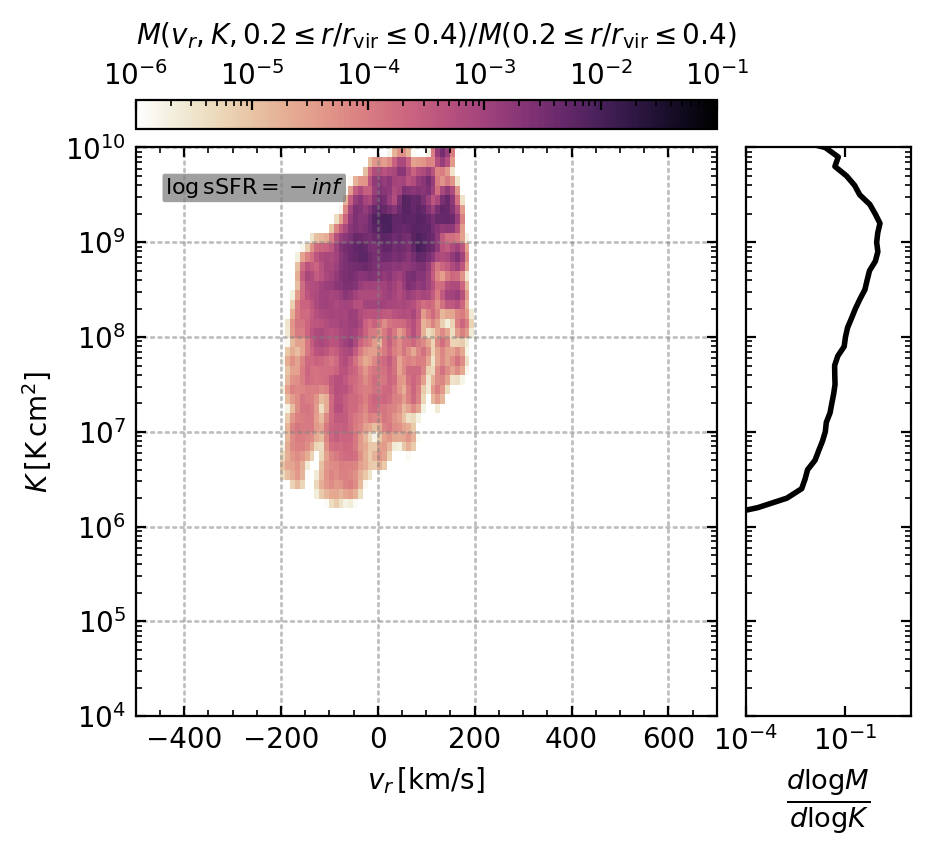 M(v_r, K, 0.2 ≤ r/r_vir ≤ 0.4)/M(0.2 ≤ r/r_vir ≤ 0.4)
10^−6 10^−5 10^−4 10^−3 10^−2 10^−1
log sSFR = −inf
10^10
10^9
10^8
10^7
10^6
10^5
10^4
K [K cm^2]
−400 −200 0 200 400 600
v_r [km/s]
10^−4 10^−1
dlogM
dlogK